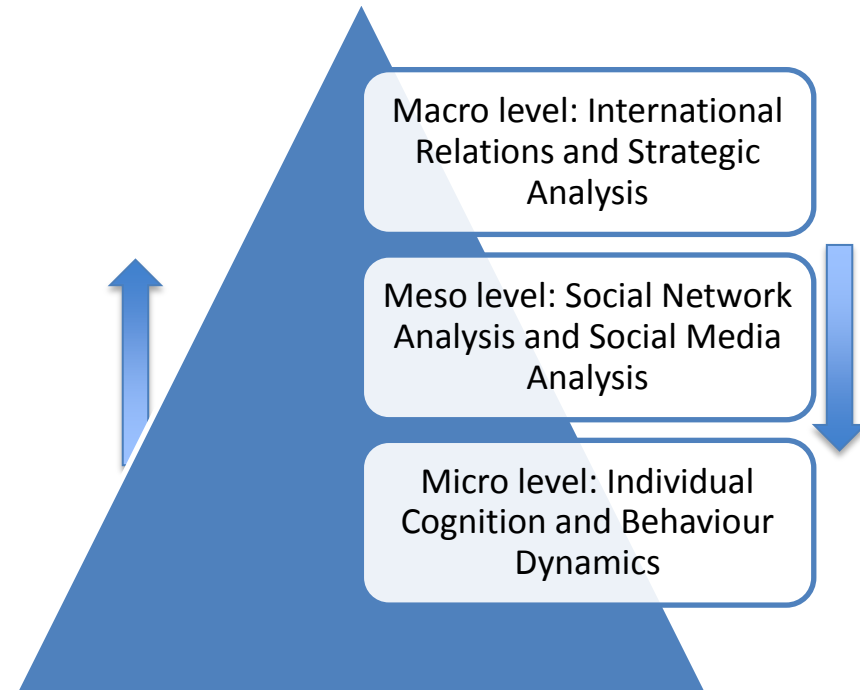 Macro level: International
Relations and Strategic
Analysis
Meso level: Social Network
Analysis and Social Media
Analysis
Micro level: Individual
Cognition and Behaviour
Dynamics